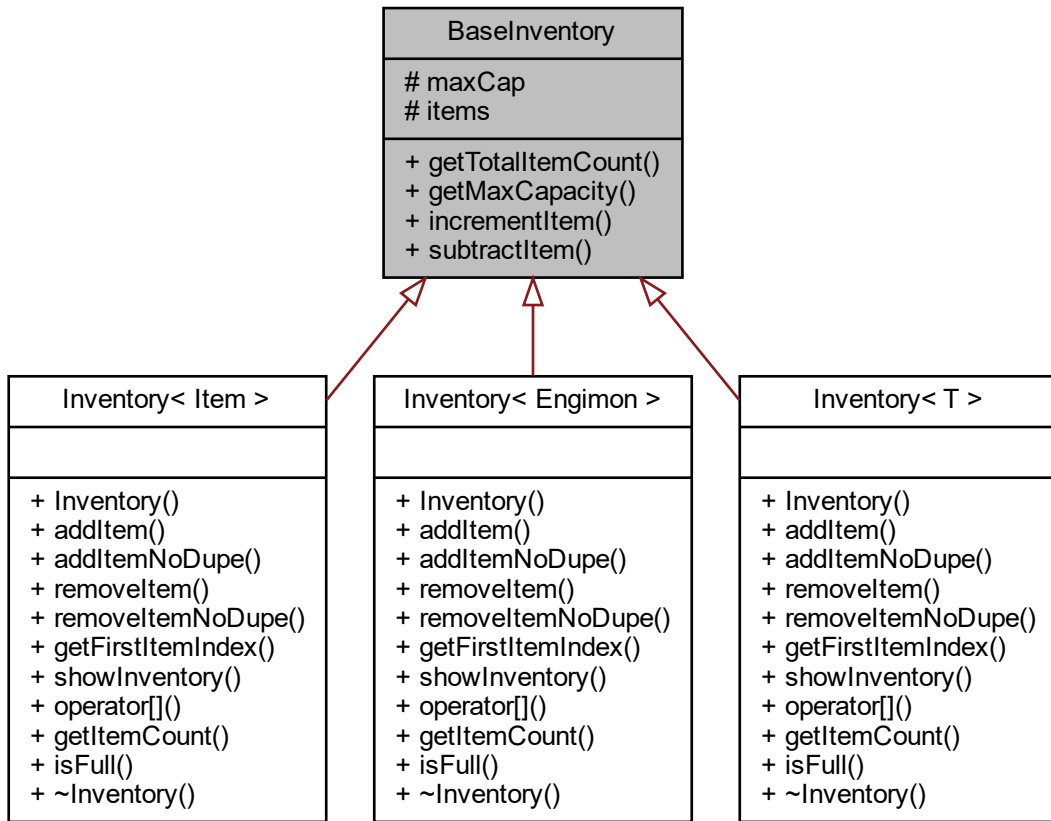 BaseInventory
# maxCap
# items
+ getTotalItemCount()
+ getMaxCapacity()
+ incrementItem()
+ subtractItem()
Inventory< Item >
+ Inventory()
+ addItem()
+ addItemNoDupe()
+ removeItem()
+ removeItemNoDupe()
+ getFirstItemIndex()
+ showInventory()
+ operator[]()
+ getItemCount()
+ isFull()
+ ~Inventory()
Inventory< Engimon >
+ Inventory()
+ addItem()
+ addItemNoDupe()
+ removeItem()
+ removeItemNoDupe()
+ getFirstItemIndex()
+ showInventory()
+ operator[]()
+ getItemCount()
+ isFull()
+ ~Inventory()
Inventory< T >
+ Inventory()
+ addItem()
+ addItemNoDupe()
+ removeItem()
+ removeItemNoDupe()
+ getFirstItemIndex()
+ showInventory()
+ operator[]()
+ getItemCount()
+ isFull()
+ ~Inventory()